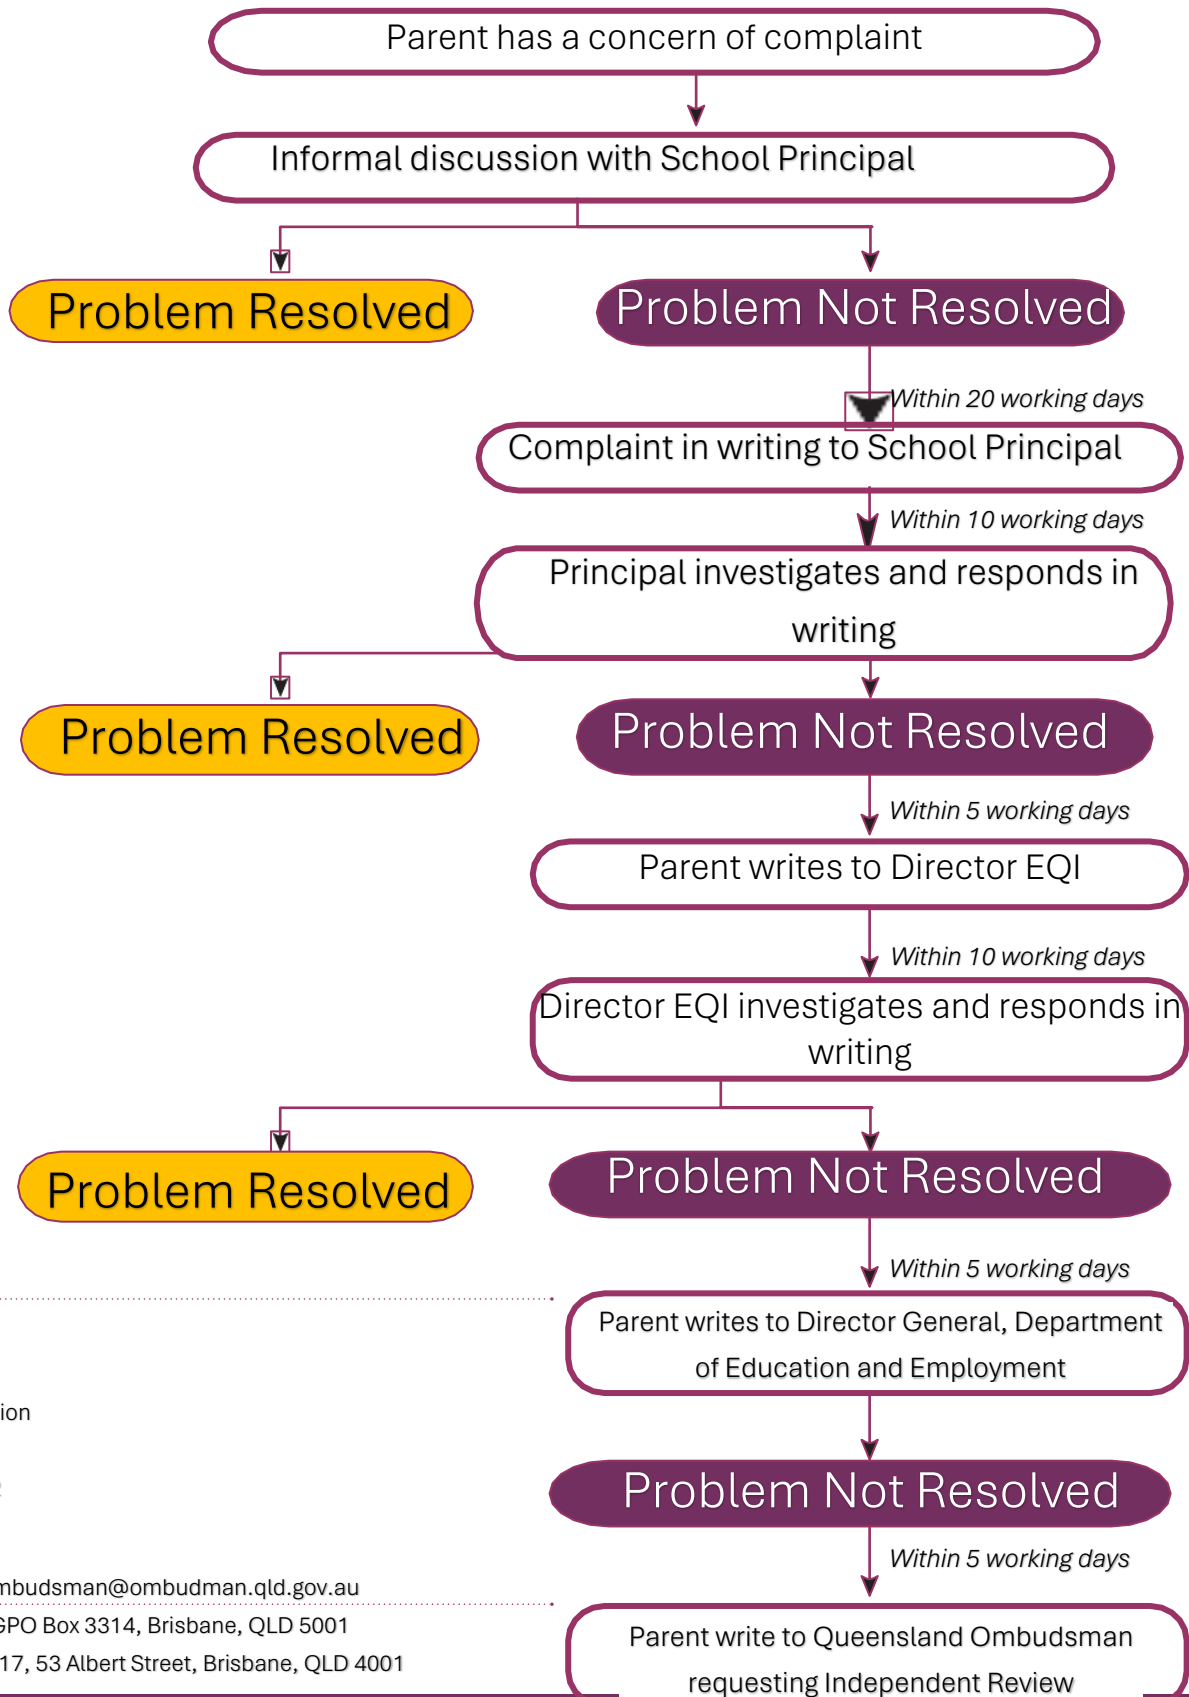 Parent has a concern of complaint
Informal discussion with School Principal
Problem Resolved
Problem Not Resolved
Within 20 working days
Complaint in writing to School Principal
Within 10 working days
Principal investigates and responds in
writing
Problem Resolved
Problem Not Resolved
Within 5 working days
Parent writes to Director EQI
Within 10 working days
Director EQI investigates and responds in
writing
Problem Resolved
Problem Not Resolved
Within 5 working days
Parent writes to Director General, Department
of Education and Employment
Problem Not Resolved
Within 5 working days
Parent write to Queensland Ombudsman
requesting Independent Review
ion
mbudsman@ombudman.qld.gov.au
GPO Box 3314, Brisbane, QLD 5001
17, 53 Albert Street, Brisbane, QLD 4001